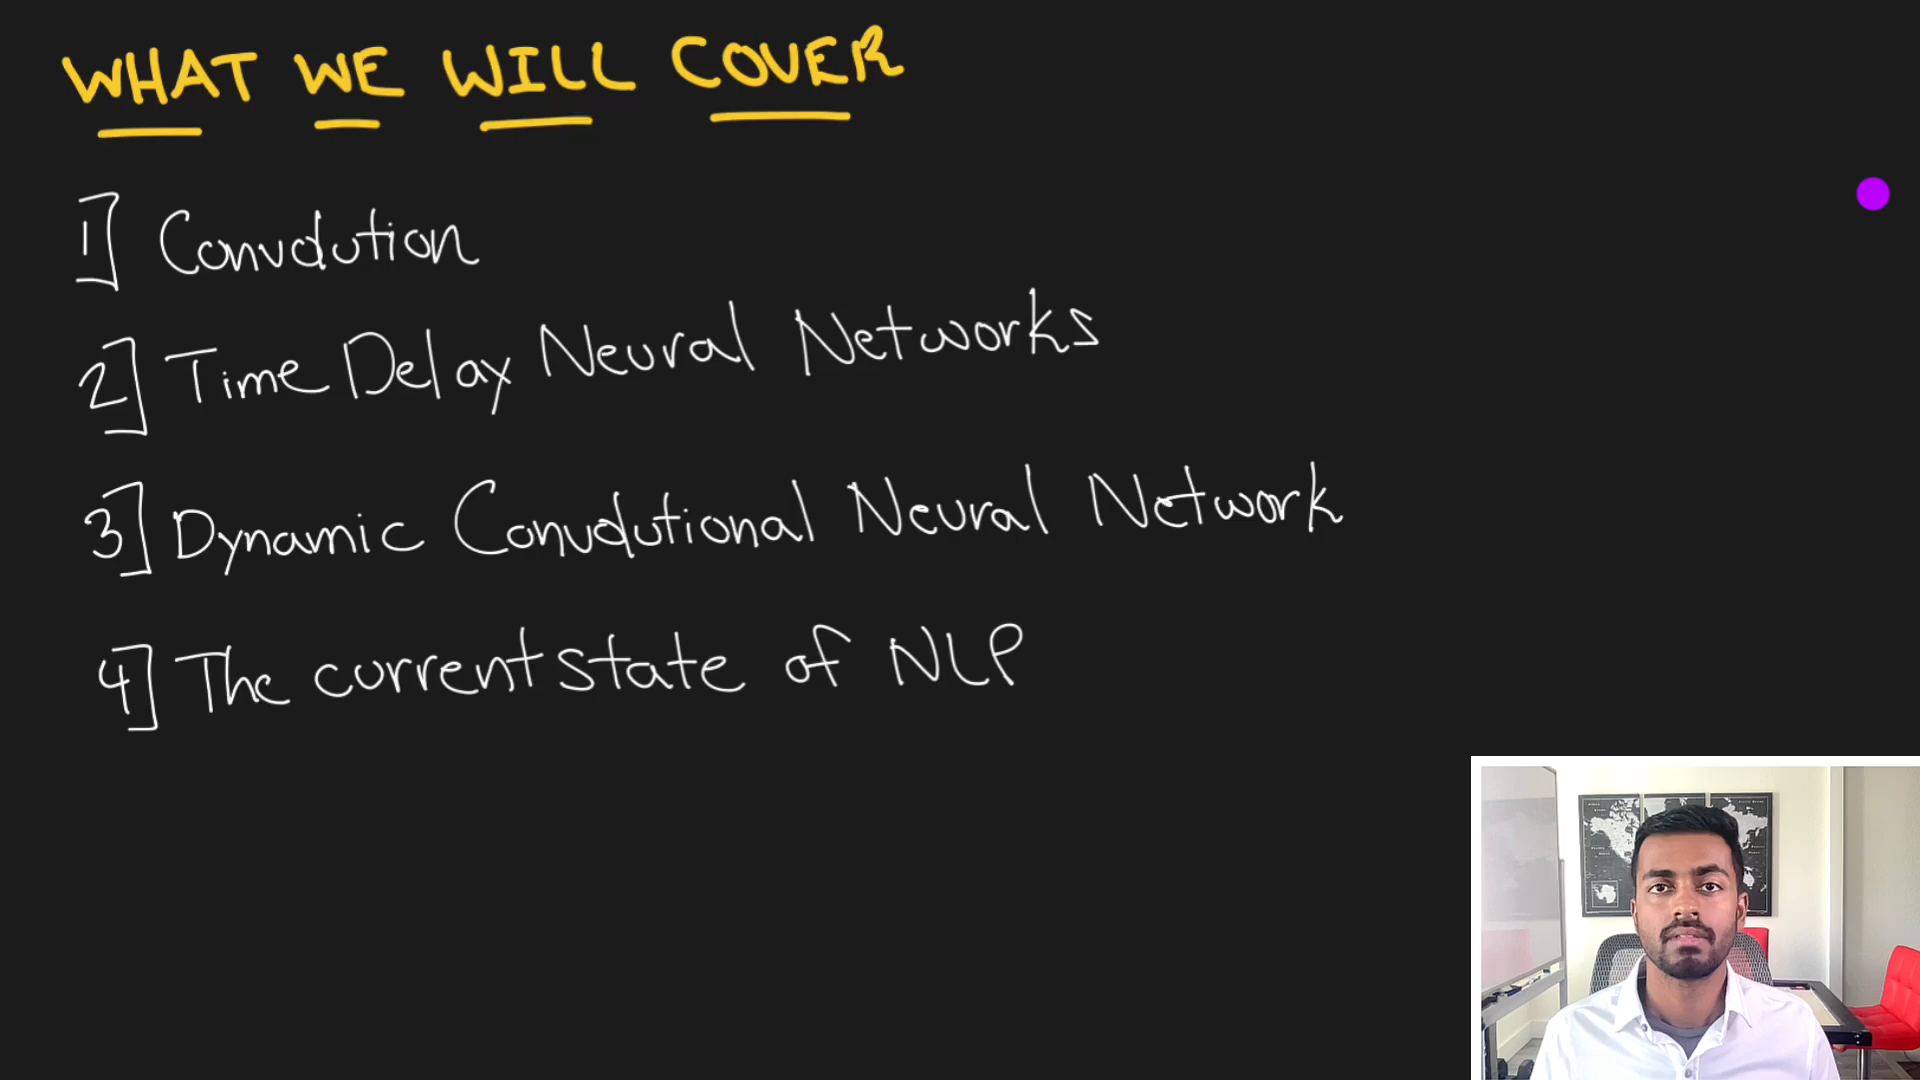 WHAT WE WILL COVER
1] Convolution
2] Time Delay Neural Networks
3] Dynamic Convolutional Neural Network
4] The current state of NLP